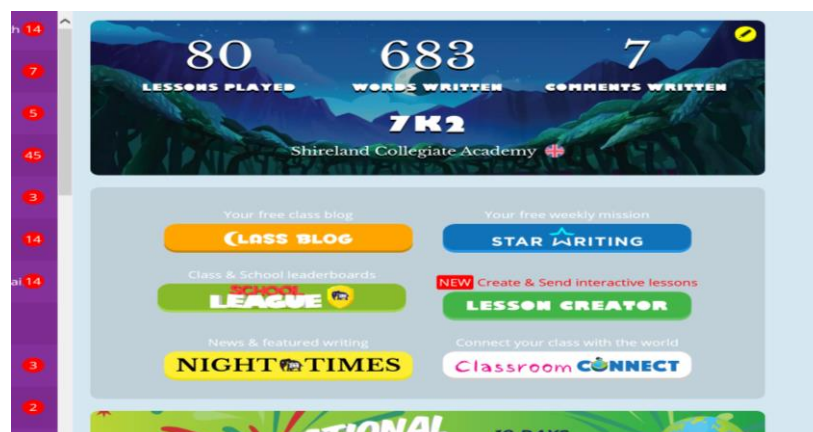 h 14
7
5
45
3
14
ai 14
3
2
80 683 7
LESSONS PLAYED WORDS WRITTEN COMMENTS WRITTEN
7K2
Shireland Collegiate Academy
Your free class blog
CLASS BLOG
Your free weekly mission
STAR WRITING
Class & School leaderboards
SCHOOL
LEAGUE
NEW Create & Send interactive lessons
LESSON CREATOR
News & featured writing
NIGHT TIMES
Connect your class with the world
Classroom CONNECT